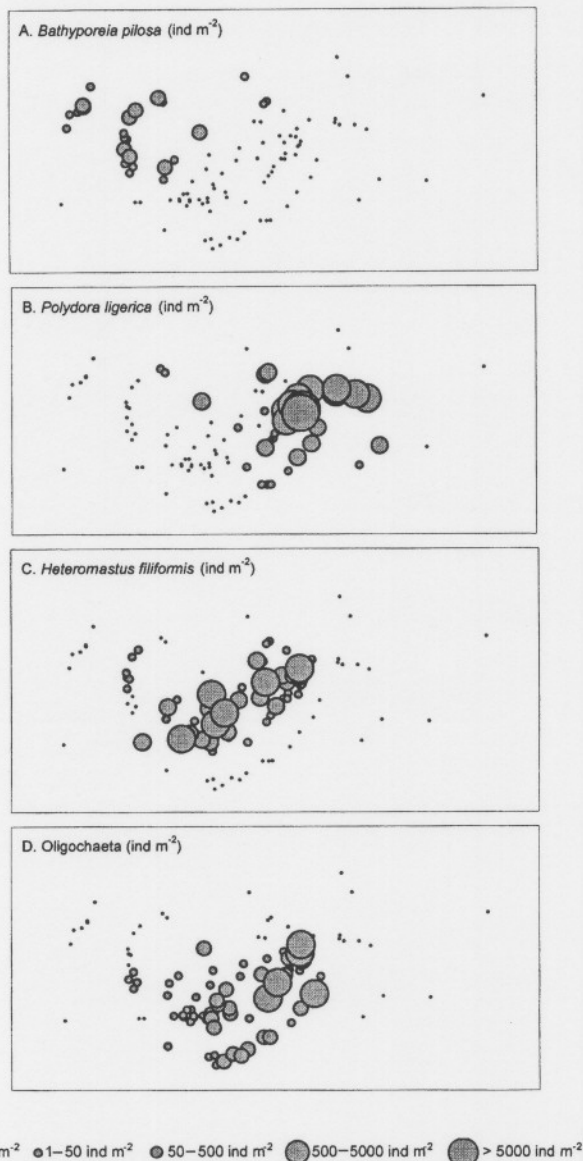 A. Bathyporeia pilosa (ind m⁻²)
B. Polydora ligerica (ind m⁻²)
C. Heteromastus filiformis (ind m⁻²)
D. Oligochaeta (ind m⁻²)
m⁻² 1–50 ind m⁻² 50–500 ind m⁻² 500–5000 ind m⁻² > 5000 ind m⁻²